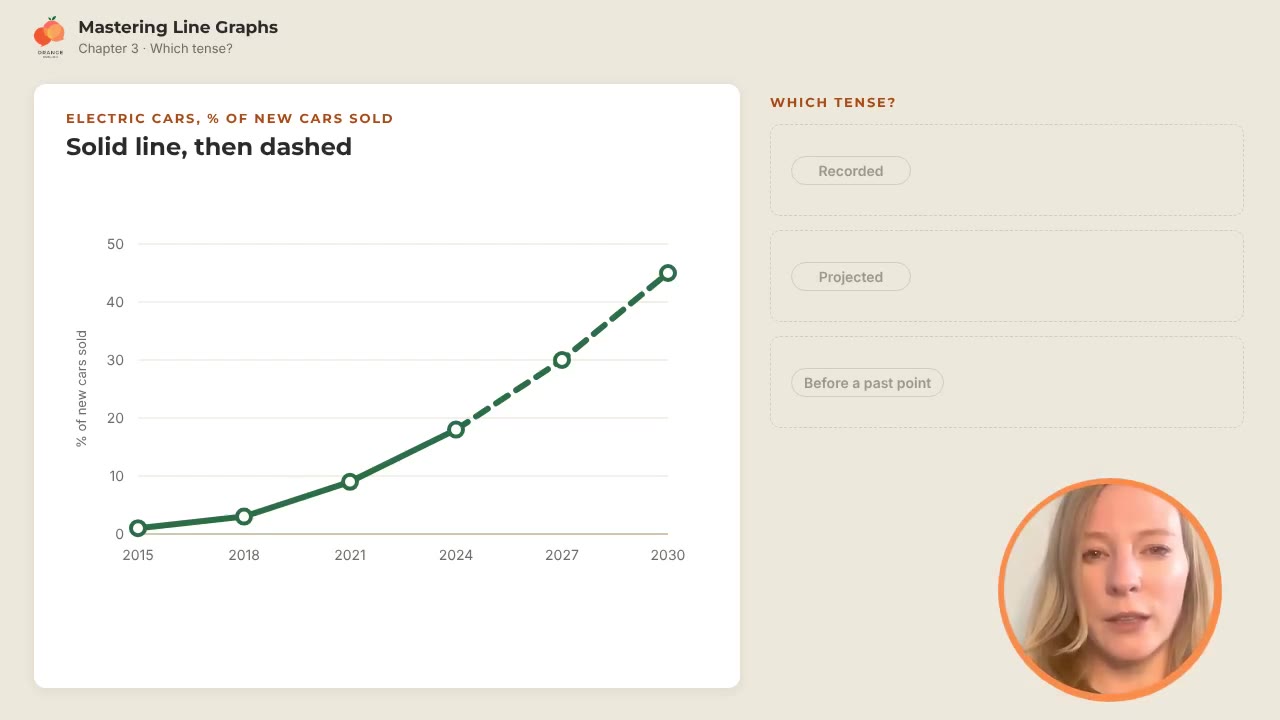 ORANGE
Mastering Line Graphs
Chapter 3 · Which tense?
ELECTRIC CARS, % OF NEW CARS SOLD
Solid line, then dashed
50
40
30
20
10
0
% of new cars sold
2015 2018 2021 2024 2027 2030
WHICH TENSE?
Recorded
Projected
Before a past point